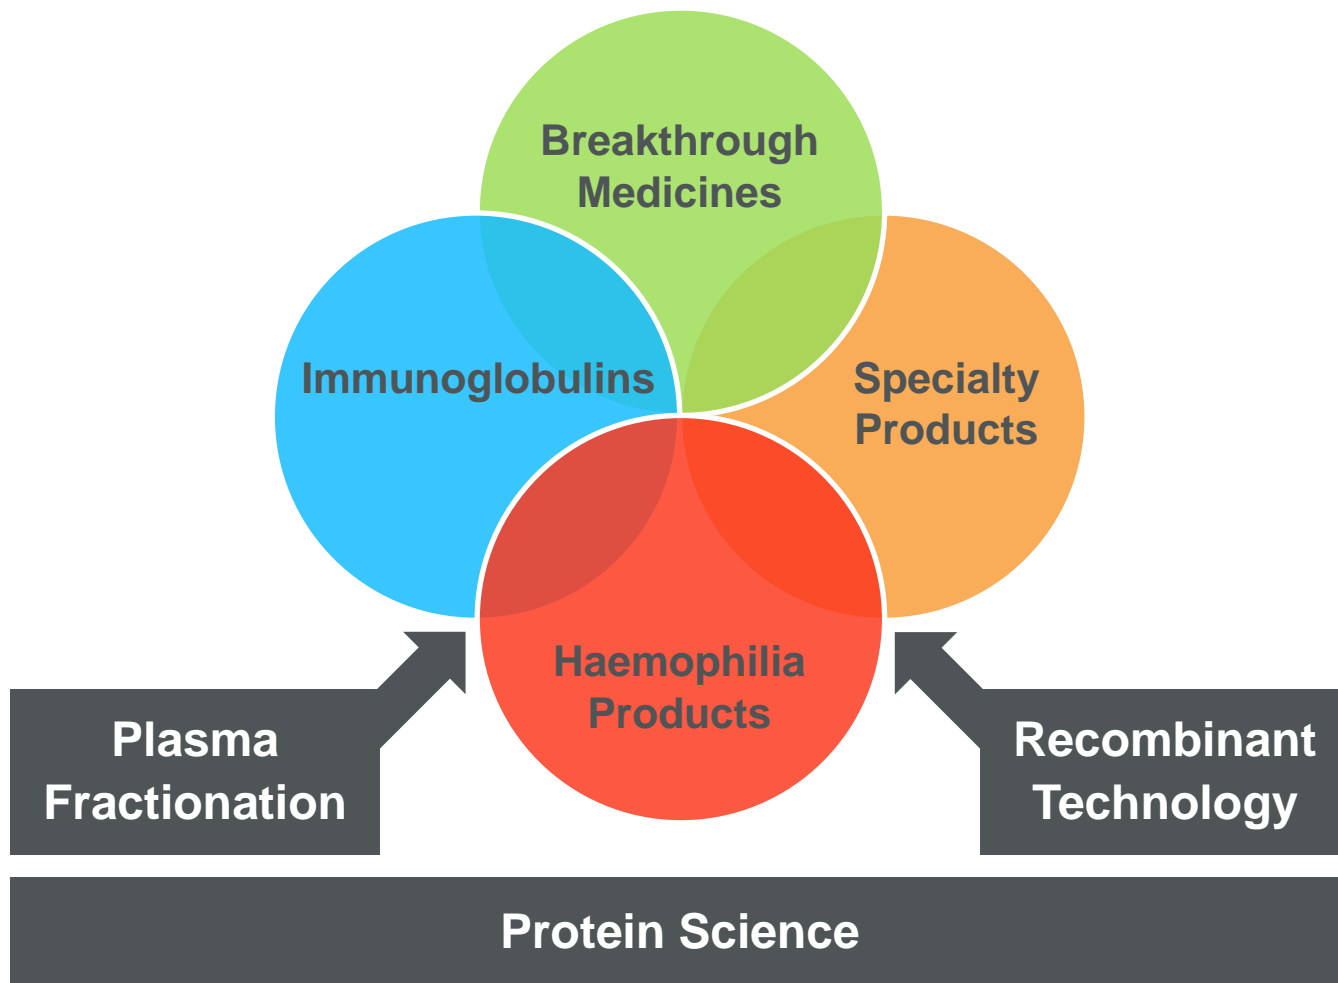 Breakthrough
Medicines
Immunoglobulins
Specialty
Products
Haemophilia
Products
Plasma
Fractionation
Recombinant
Technology
Protein Science